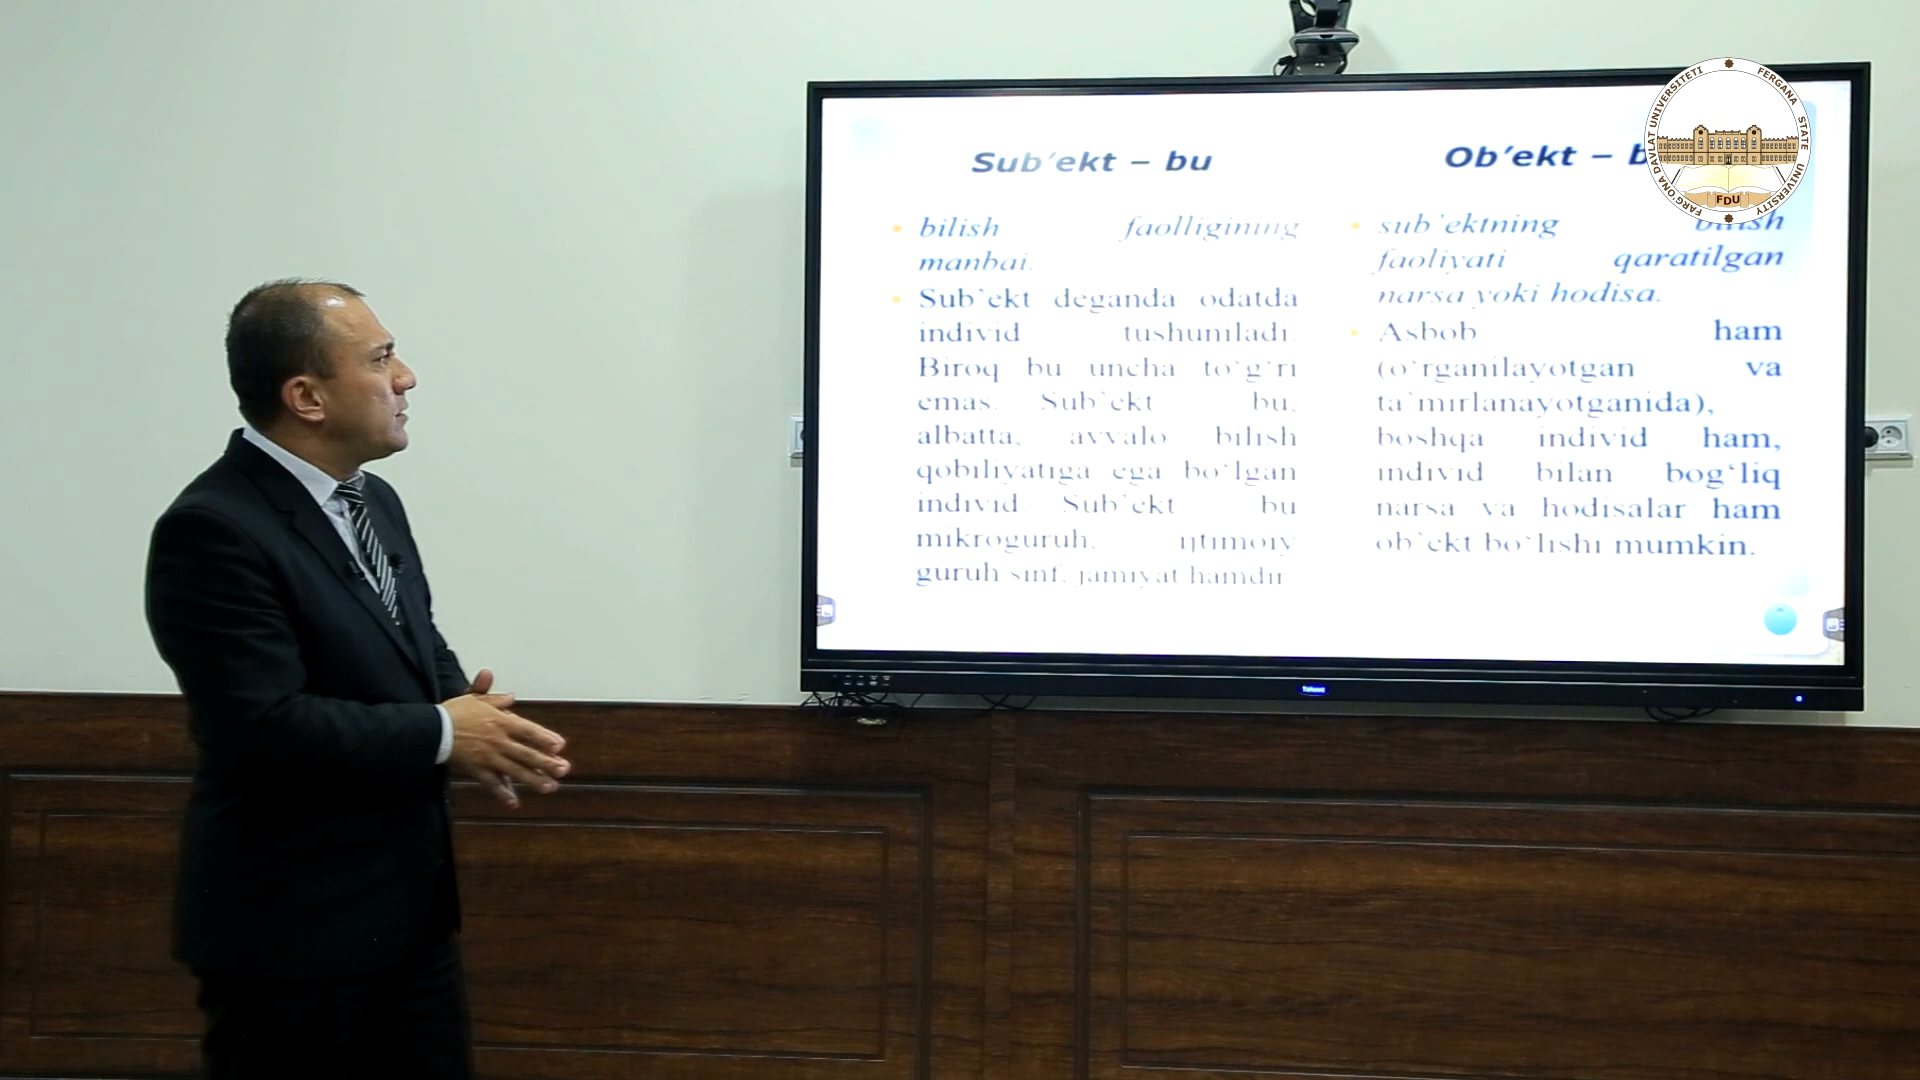 Sub'ekt – bu
bilish faolligining
manbai.
Sub'ekt deganda odatda
individ tushuniladi.
Biroq bu uncha to`g`ri
emas. Sub'ekt bu,
albatta, avvalo bilish
qobiliyatiga ega bo'lgan
individ Sub'ekt bu
mikroguruh, ijtimoiy
guruh sinf, jamiyat hamdir
Ob'ekt –
sub'ektning bilish
faoliyati qaratilgan
narsa yoki hodisa.
Asbob ham
(o'rganilayotgan va
ta'mirlanayotganida),
boshqa individ ham,
individ bilan bog'liq
narsa va hodisalar ham
ob'ekt bo'lishi mumkin.
FARG'ONA DAVLAT UNIVERSITETI
FERGANA STATE UNIVERSITY
FDU